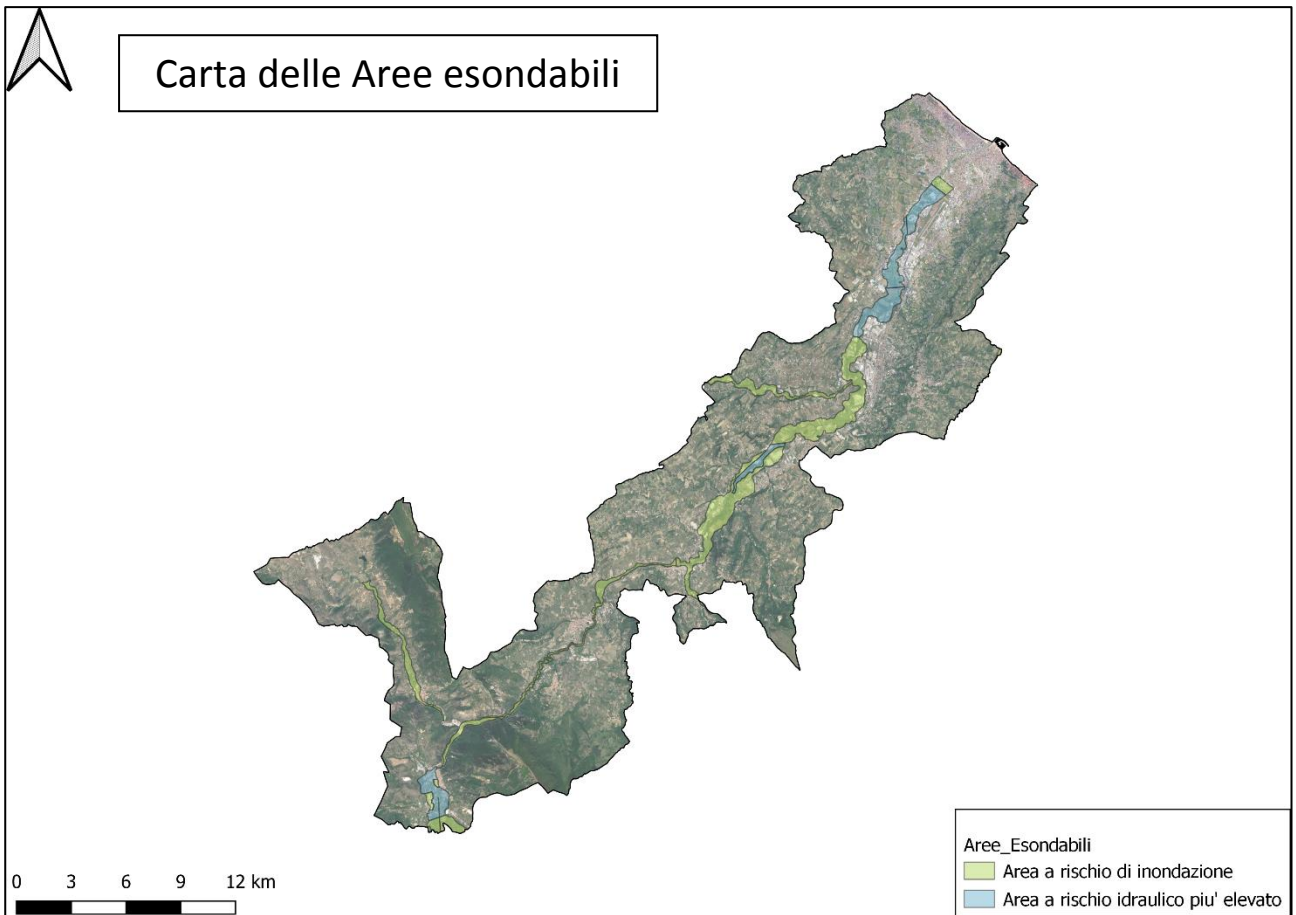 Carta delle Aree esondabili
0 3 6 9 12 km
Aree_Esondabili
Area a rischio di inondazione
Area a rischio idraulico piu' elevato